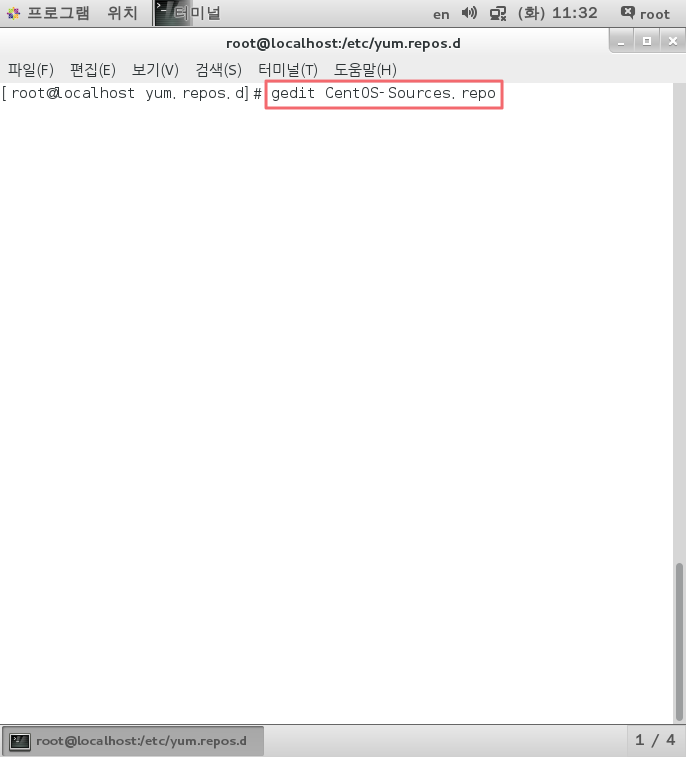 프로그램 위치 터미널 en (화) 11:32 root
root@localhost:/etc/yum.repos.d
파일(F) 편집(E) 보기(V) 검색(S) 터미널(T) 도움말(H)
[root@localhost yum.repos.d]# gedit CentOS-Sources.repo
root@localhost:/etc/yum.repos.d 1 / 4